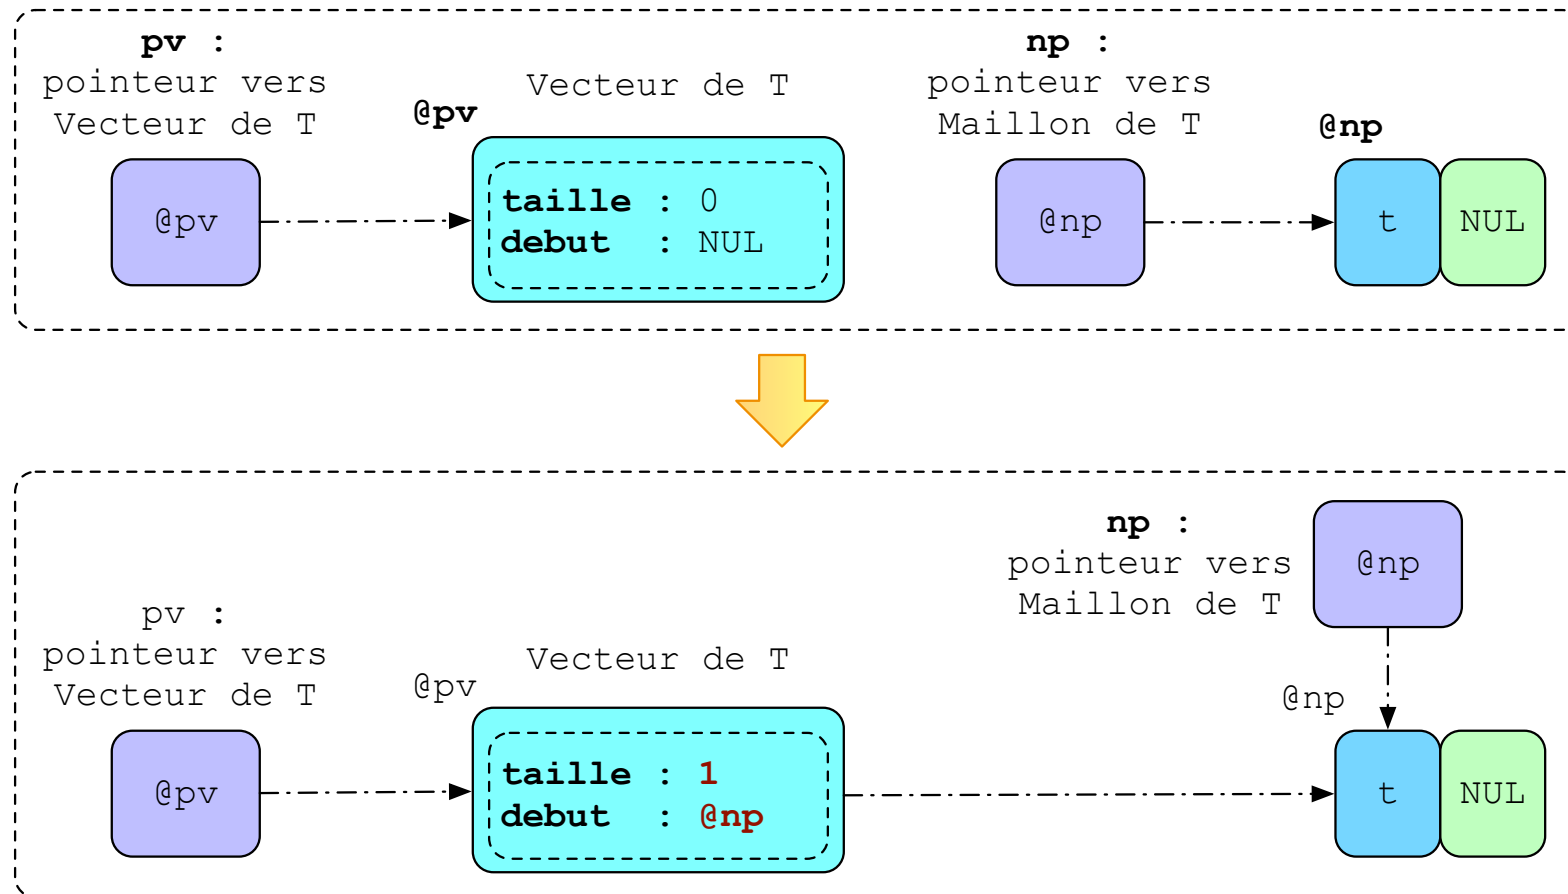 pv :
pointeur vers
Vecteur de T
@pv
@pv
Vecteur de T
taille : 0
debut : NUL
np :
pointeur vers
Maillon de T
@np
@np
t
NUL
np :
pointeur vers
Maillon de T
@np
pv :
pointeur vers
Vecteur de T
@pv
@pv
Vecteur de T
taille : 1
debut : @np
@np
t
NUL